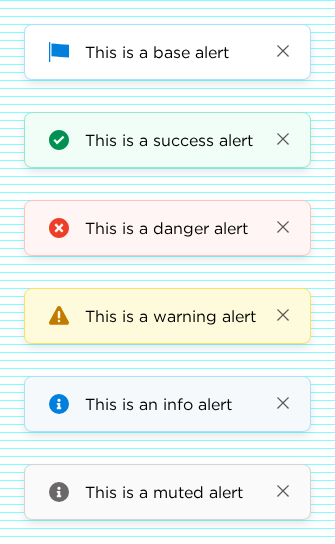 This is a base alert
This is a success alert
This is a danger alert
This is a warning alert
This is an info alert
This is a muted alert